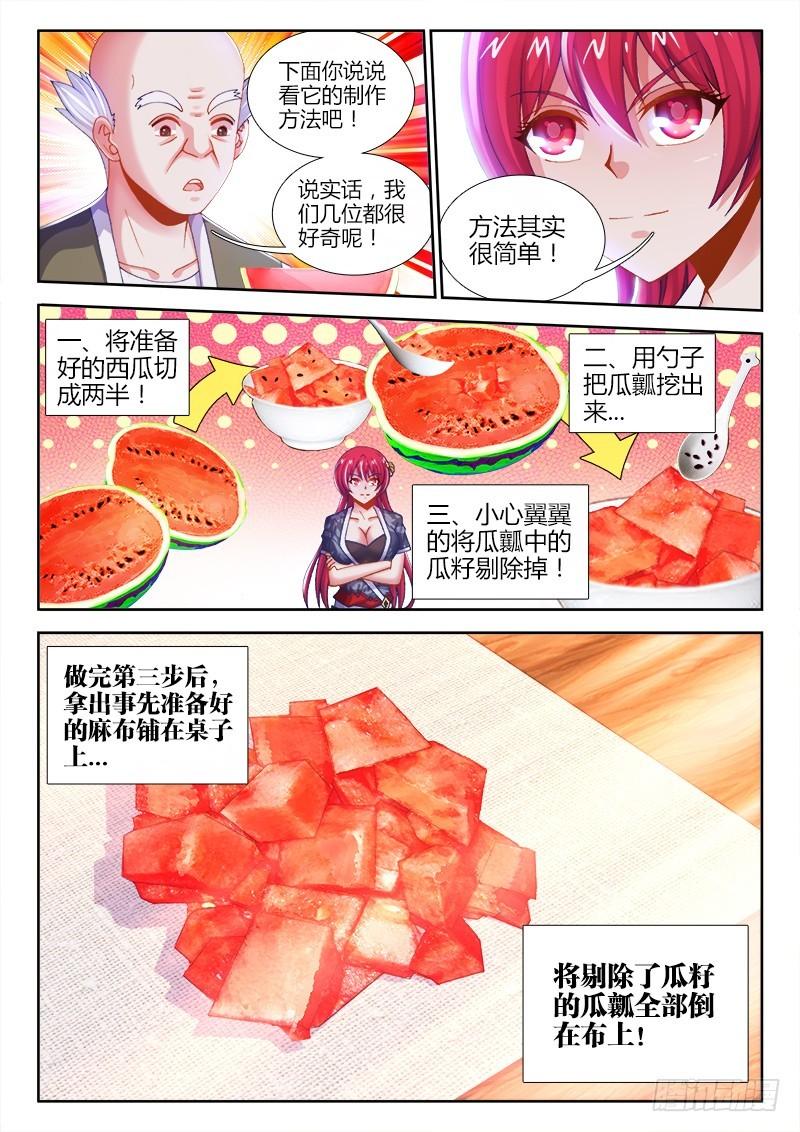 下面你说说
看它的制作
方法吧！
说实话，我
们几位都很
好奇呢！
方法其实
很简单！
一、将准备
好的西瓜切
成两半！
二、用勺子
把瓜瓤挖出
来...
三、小心翼翼
的将瓜瓤中的
瓜籽剔除掉！
做完第三步后，
拿出事先准备好
的麻布铺在桌子
上...
将剔除了瓜籽
的瓜瓤全部倒
在布上！
腾讯动漫